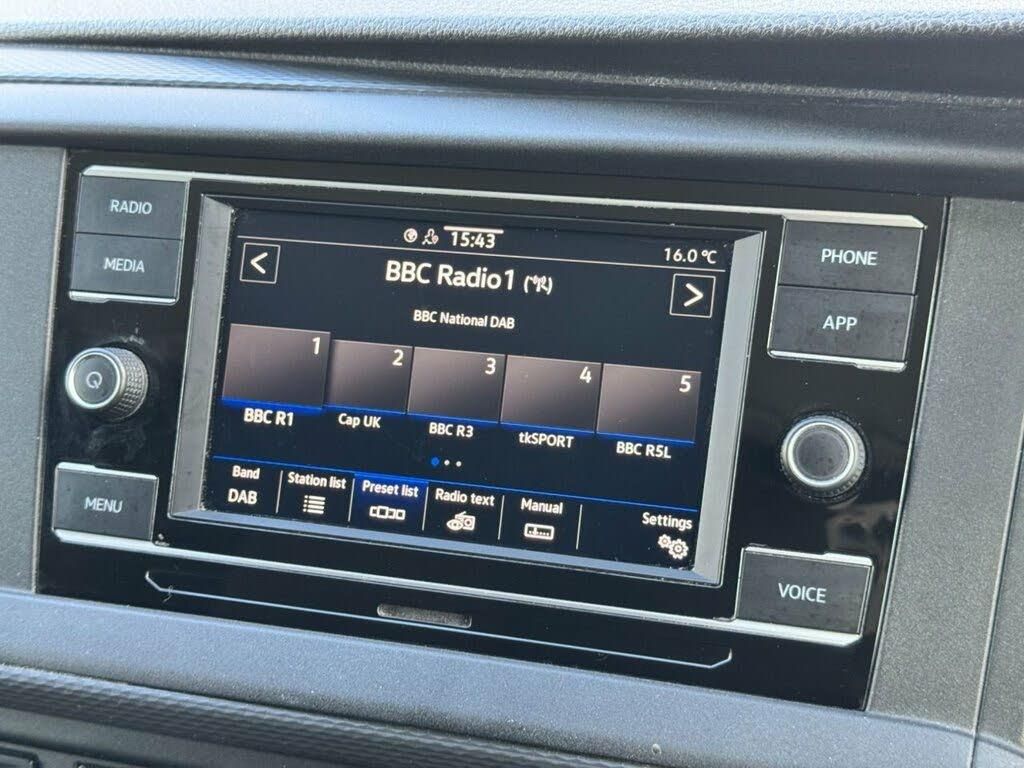 RADIO
MEDIA
MENU
15:43
16.0 °C
<
BBC Radio1
>
BBC National DAB
1
2
3
4
5
BBC R1
Cap UK
BBC R3
tkSPORT
BBC R5L
Band
DAB
Station list
Preset list
Radio text
Manual
Settings
PHONE
APP
VOICE